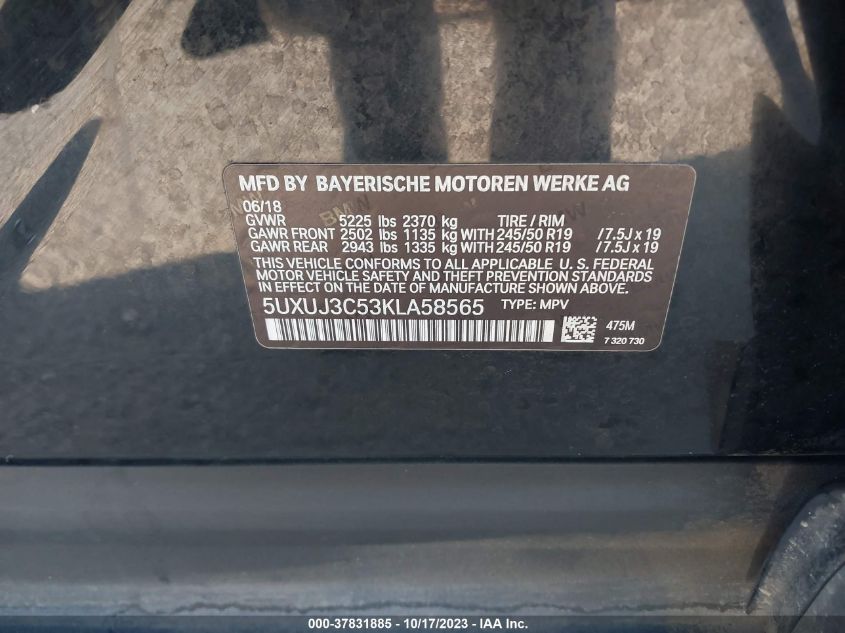 MFD BY BAYERISCHE MOTOREN WERKE AG
06/18
GVWR 5225 lbs 2370 kg TIRE / RIM
GAWR FRONT 2502 lbs 1135 kg WITH 245/50 R19 /7.5J x 19
GAWR REAR 2943 lbs 1335 kg WITH 245/50 R19 /7.5J x 19
THIS VEHICLE CONFORMS TO ALL APPLICABLE U. S. FEDERAL
MOTOR VEHICLE SAFETY AND THEFT PREVENTION STANDARDS
IN EFFECT ON THE DATE OF MANUFACTURE SHOWN ABOVE.
5UXUJ3C53KLA58565 TYPE: MPV
475M
7 320 730
000-37831885 - 10/17/2023 - © IAA Inc.